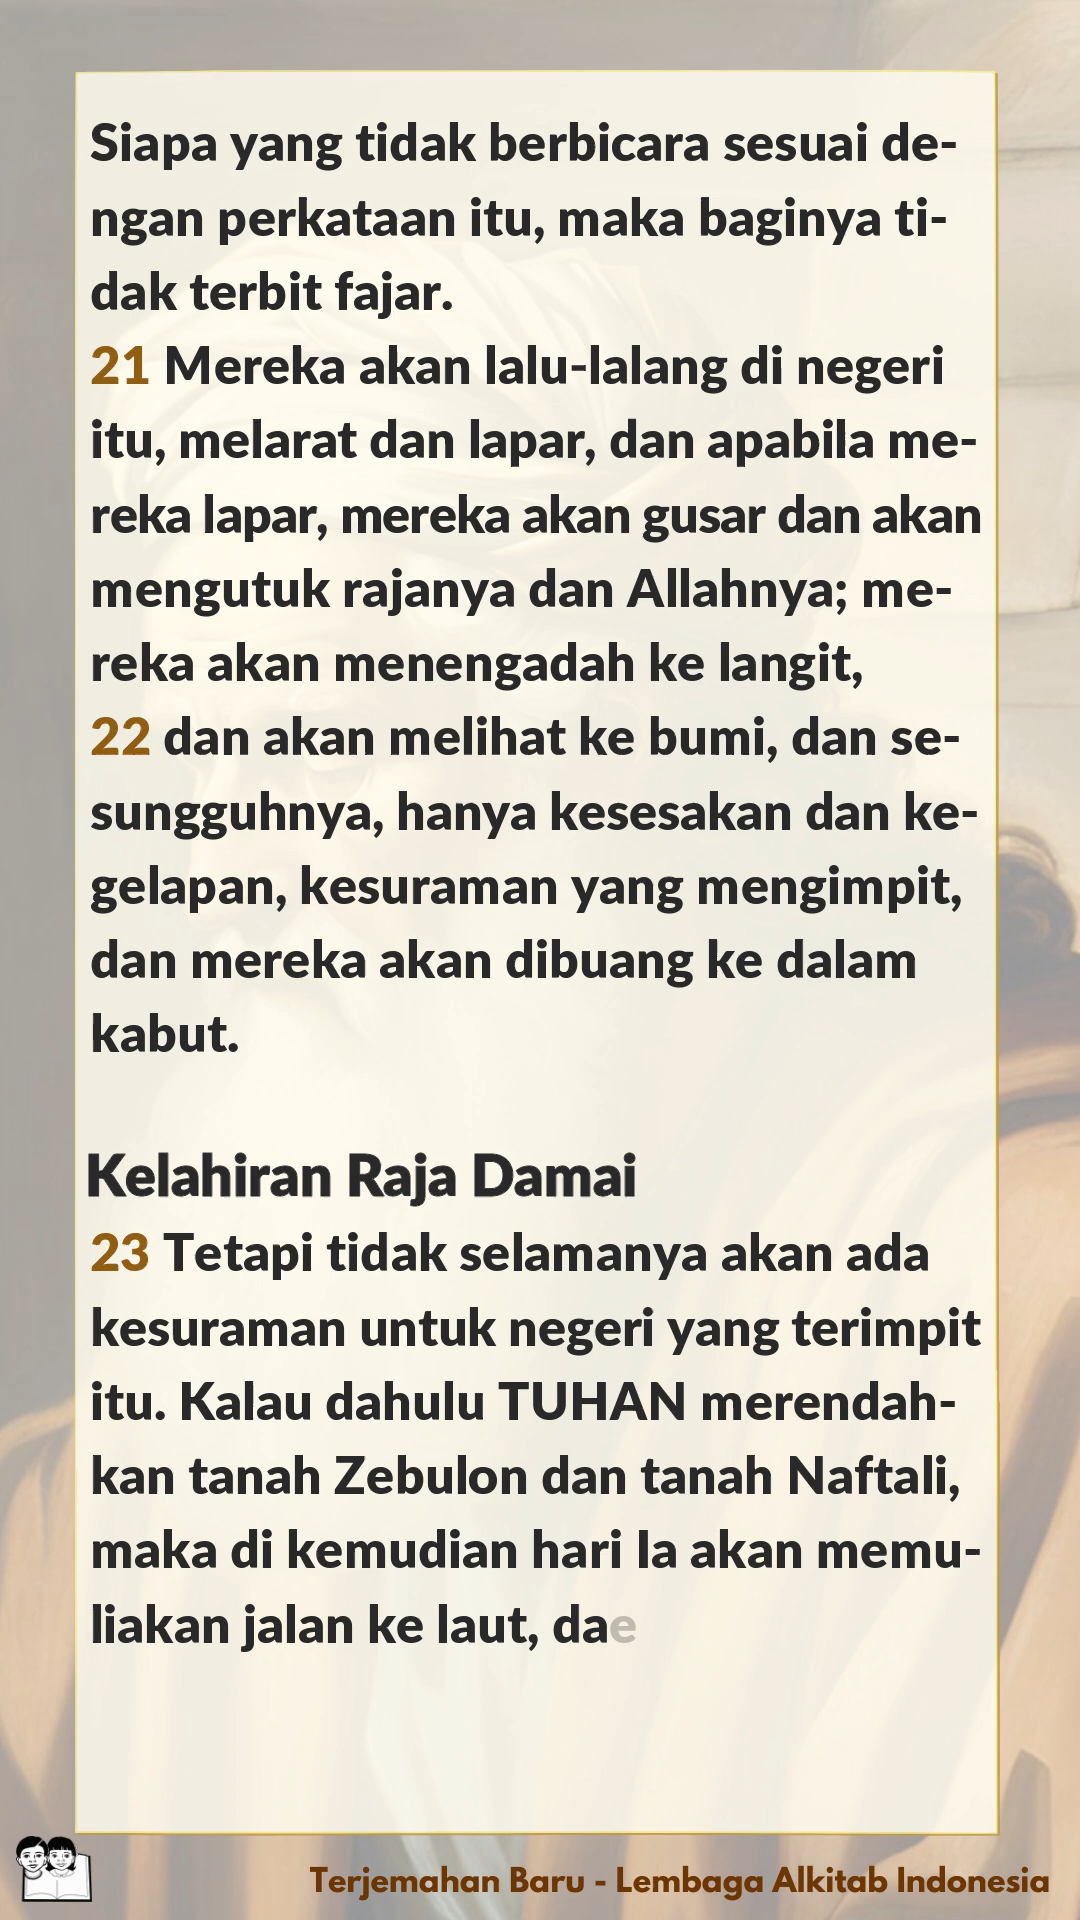 Siapa yang tidak berbicara sesuai de-
ngan perkataan itu, maka baginya ti-
dak terbit fajar.
21 Mereka akan lalu-lalang di negeri
itu, melarat dan lapar, dan apabila me-
reka lapar, mereka akan gusar dan akan
mengutuk rajanya dan Allahnya; me-
reka akan menengadah ke langit,
22 dan akan melihat ke bumi, dan se-
sungguhnya, hanya kesesakan dan ke-
gelapan, kesuraman yang mengimpit,
dan mereka akan dibuang ke dalam
kabut.
Kelahiran Raja Damai
23 Tetapi tidak selamanya akan ada
kesuraman untuk negeri yang terimpit
itu. Kalau dahulu TUHAN merendah-
kan tanah Zebulon dan tanah Naftali,
maka di kemudian hari Ia akan memu-
liakan jalan ke laut, dae
Terjemahan Baru - Lembaga Alkitab Indonesia